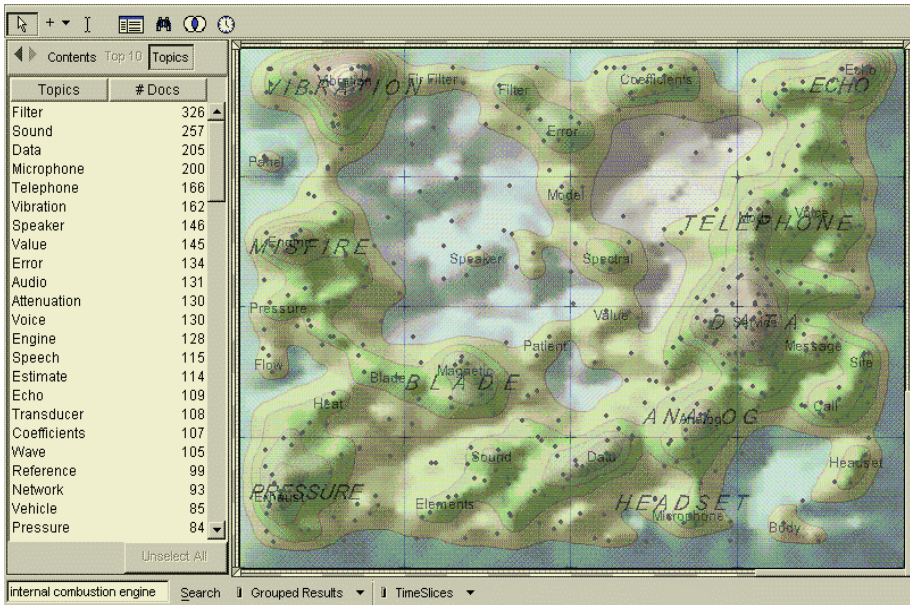 Contents Top 10 Topics
Topics # Docs
Filter 326
Sound 257
Data 205
Microphone 200
Telephone 166
Vibration 162
Speaker 146
Value 145
Error 134
Audio 131
Attenuation 130
Voice 130
Engine 128
Speech 115
Estimate 114
Echo 109
Transducer 108
Coefficients 107
Wave 105
Reference 99
Network 93
Vehicle 85
Pressure 84
Unselect All
VIBRATION
Vibration
Fir Filter
Filter
Coefficients
Echo
ECHO
Error
Panel
Model
TELEPHONE
Voice
MISFIRE
Engine
Speaker
Spectral
Pressure
Value
DATA
Patient
Message
Site
Flow
Blade
Magnetic
BLADE
Heat
Call
ANALOG
Analog
Sound
Data
Headset
PRESSURE
Exhaust
Elements
HEADSET
Microphone
Body
internal combustion engine Search Grouped Results TimeSlices